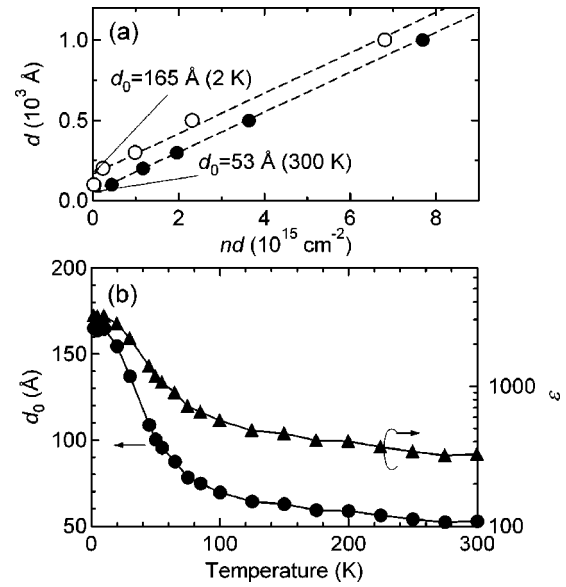 (a)
1.0
0.5
0.0
d (10³ Å)
d₀=165 Å (2 K)
d₀=53 Å (300 K)
0 2 4 6 8
nd (10¹⁵ cm⁻²)
(b)
200
150
100
50
d₀ (Å)
1000
100
ε
0 50 100 150 200 250 300
Temperature (K)